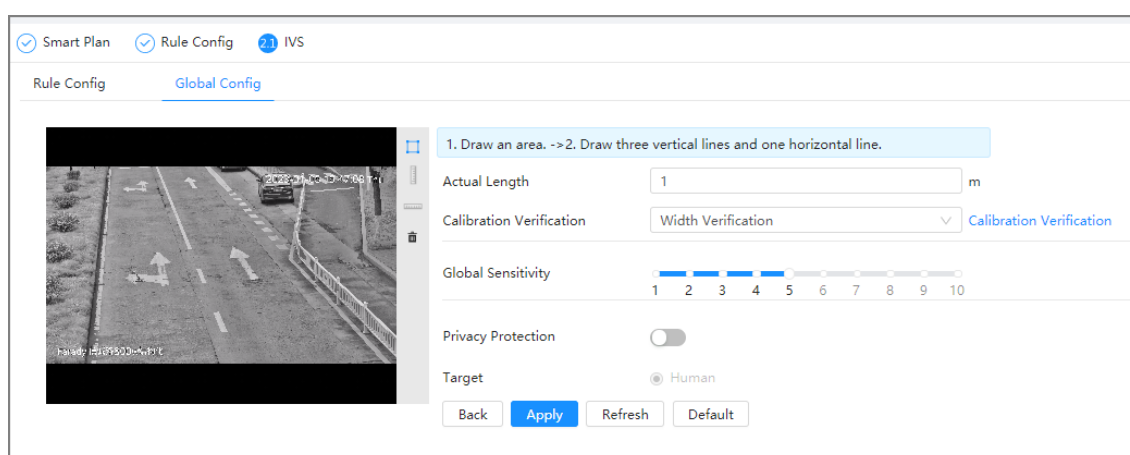 Smart Plan Rule Config 2.1 IVS
Rule Config Global Config
1. Draw an area. ->2. Draw three vertical lines and one horizontal line.
Actual Length 1 m
Calibration Verification Width Verification Calibration Verification
Global Sensitivity
1 2 3 4 5 6 7 8 9 10
Privacy Protection
Target Human
Back Apply Refresh Default